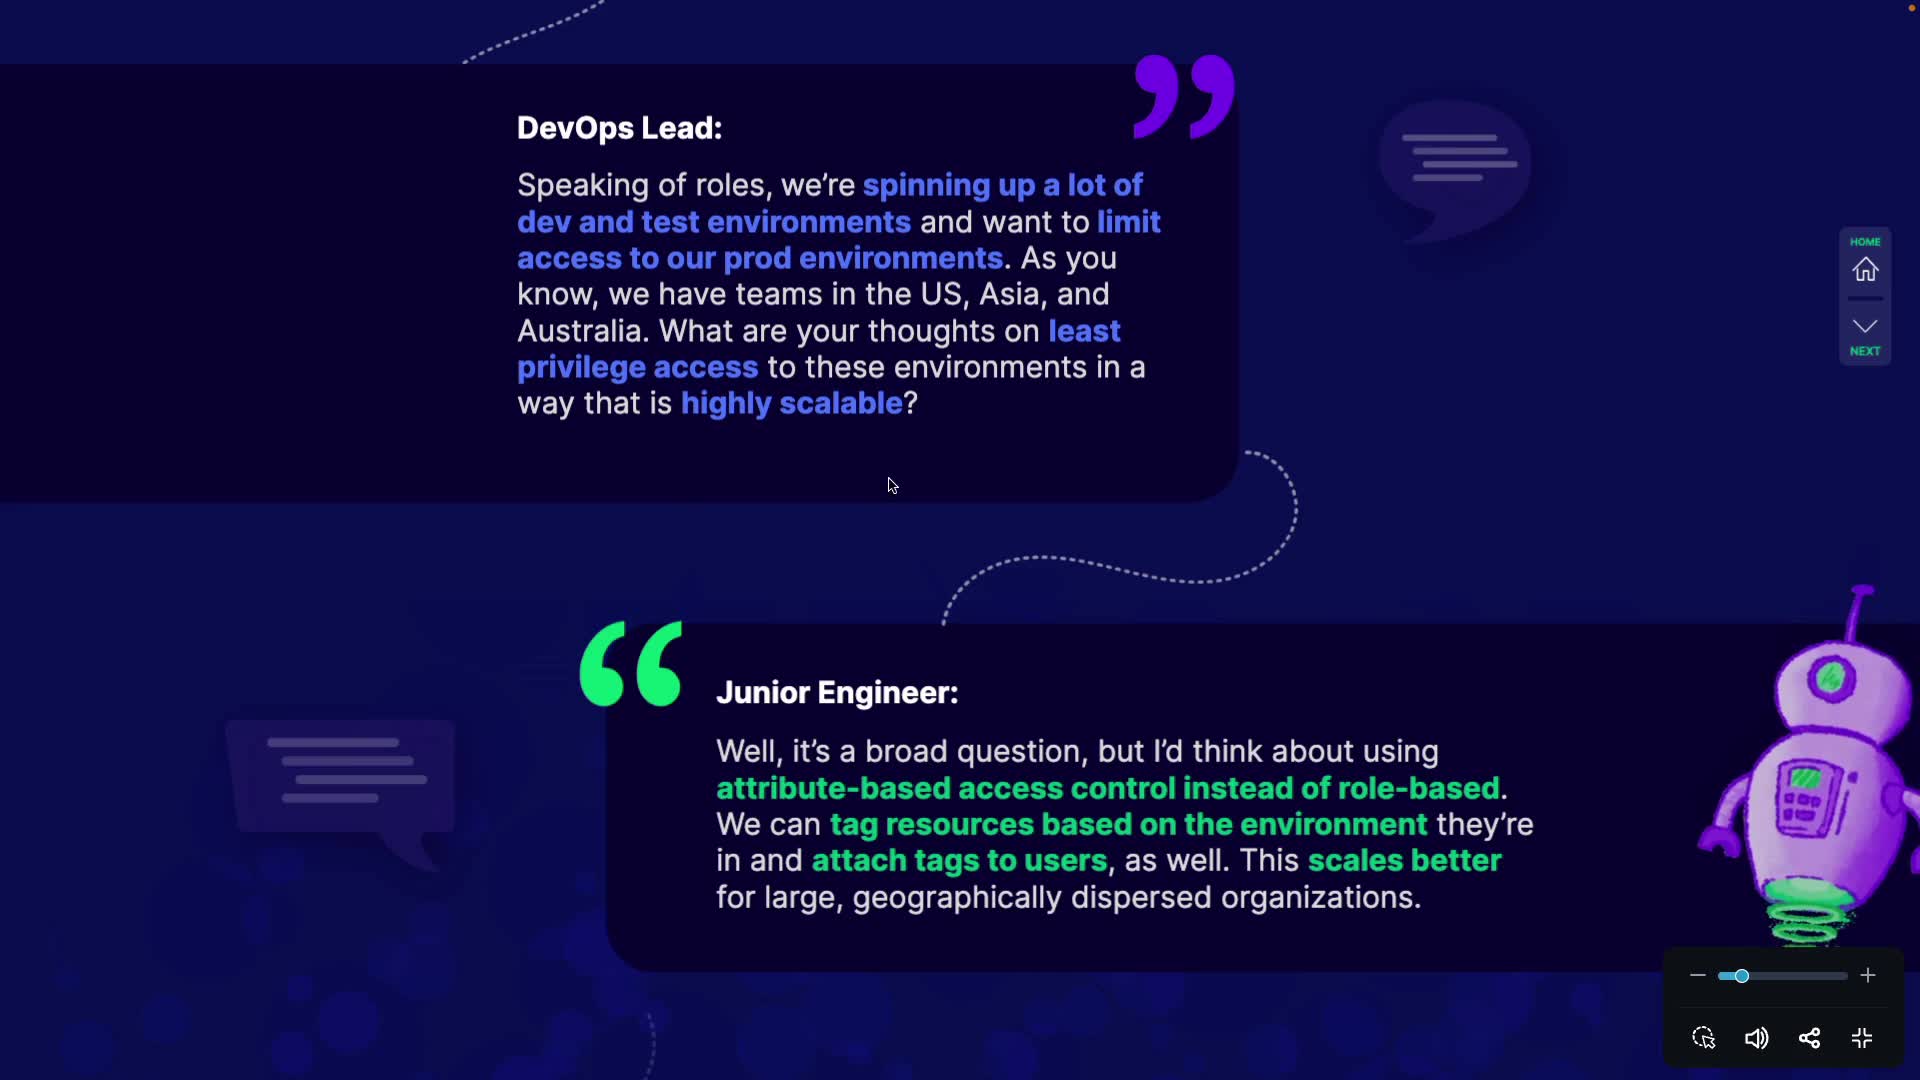 DevOps Lead:
Speaking of roles, we’re spinning up a lot of
dev and test environments and want to limit
access to our prod environments. As you
know, we have teams in the US, Asia, and
Australia. What are your thoughts on least
privilege access to these environments in a
way that is highly scalable?
HOME
NEXT
Junior Engineer:
Well, it’s a broad question, but I’d think about using
attribute-based access control instead of role-based.
We can tag resources based on the environment they’re
in and attach tags to users, as well. This scales better
for large, geographically dispersed organizations.